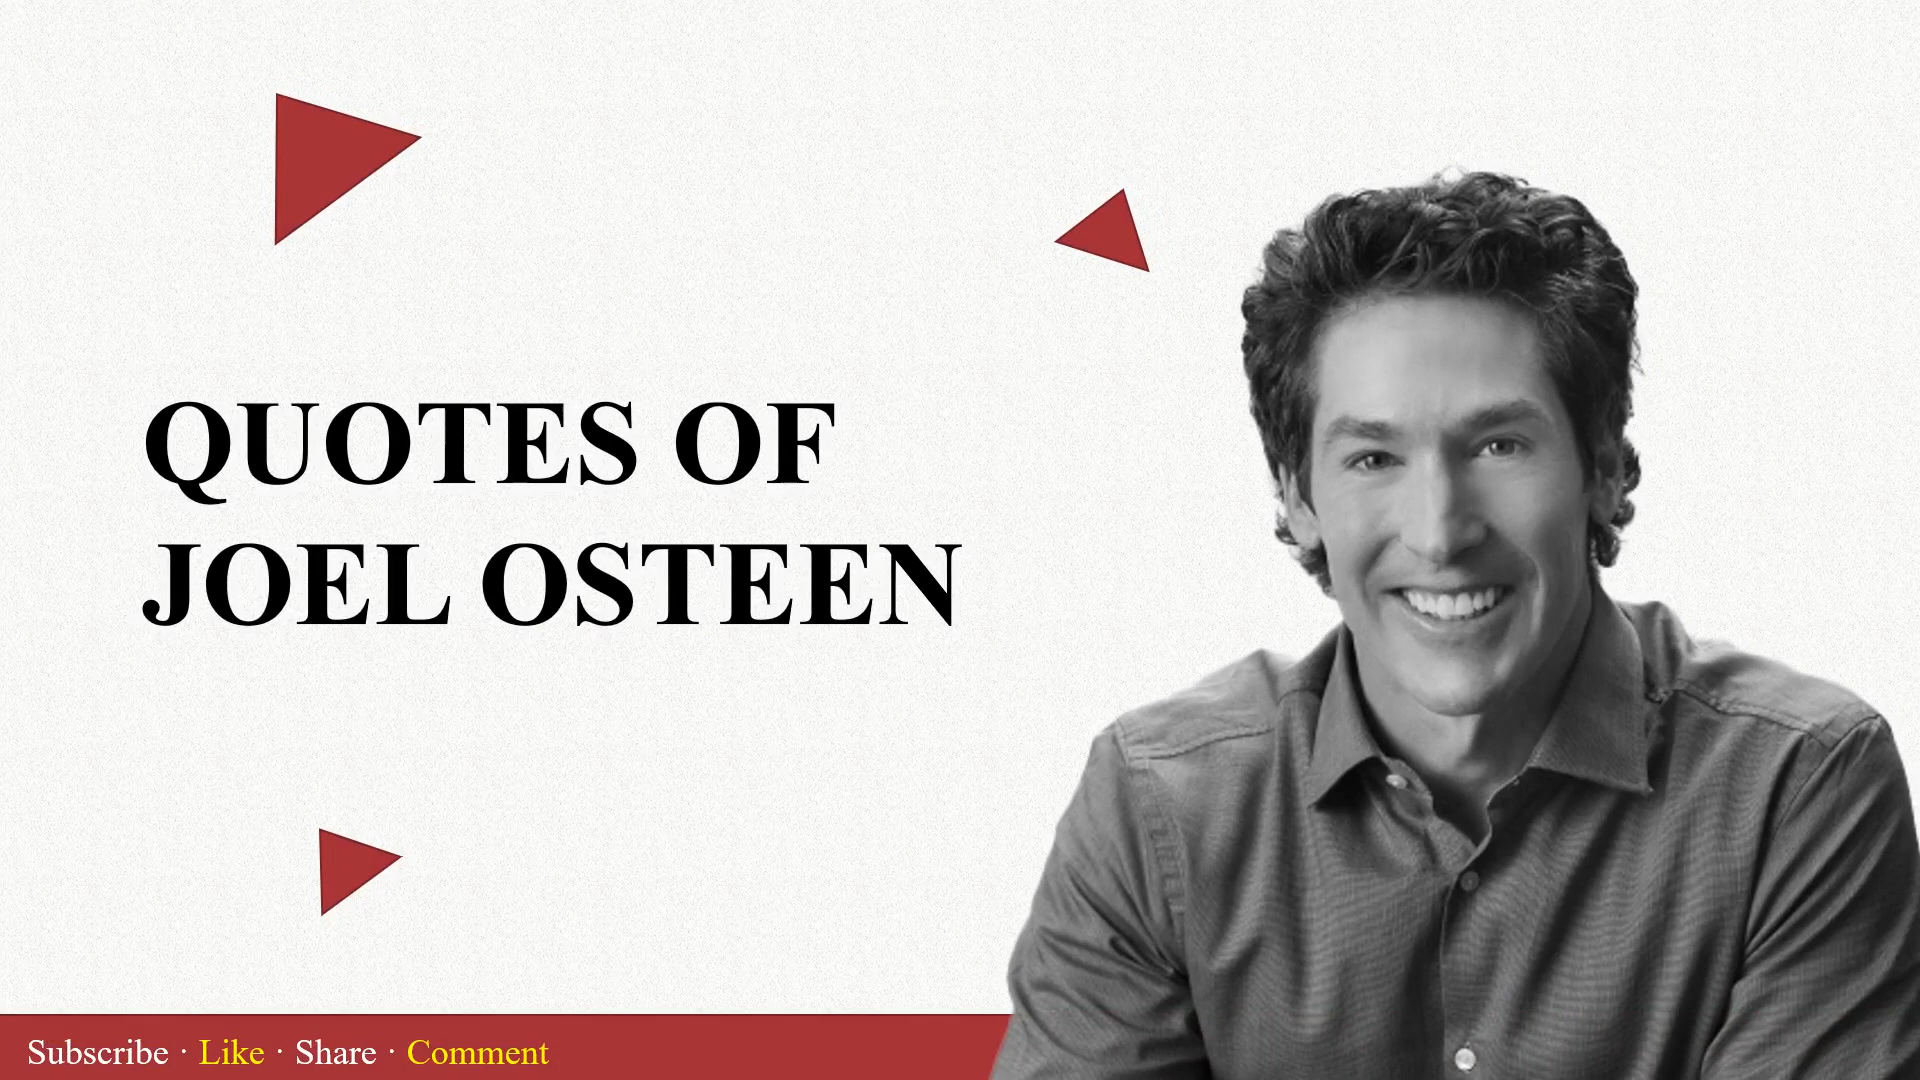 QUOTES OF
JOEL OSTEEN
Subscribe · Like · Share · Comment